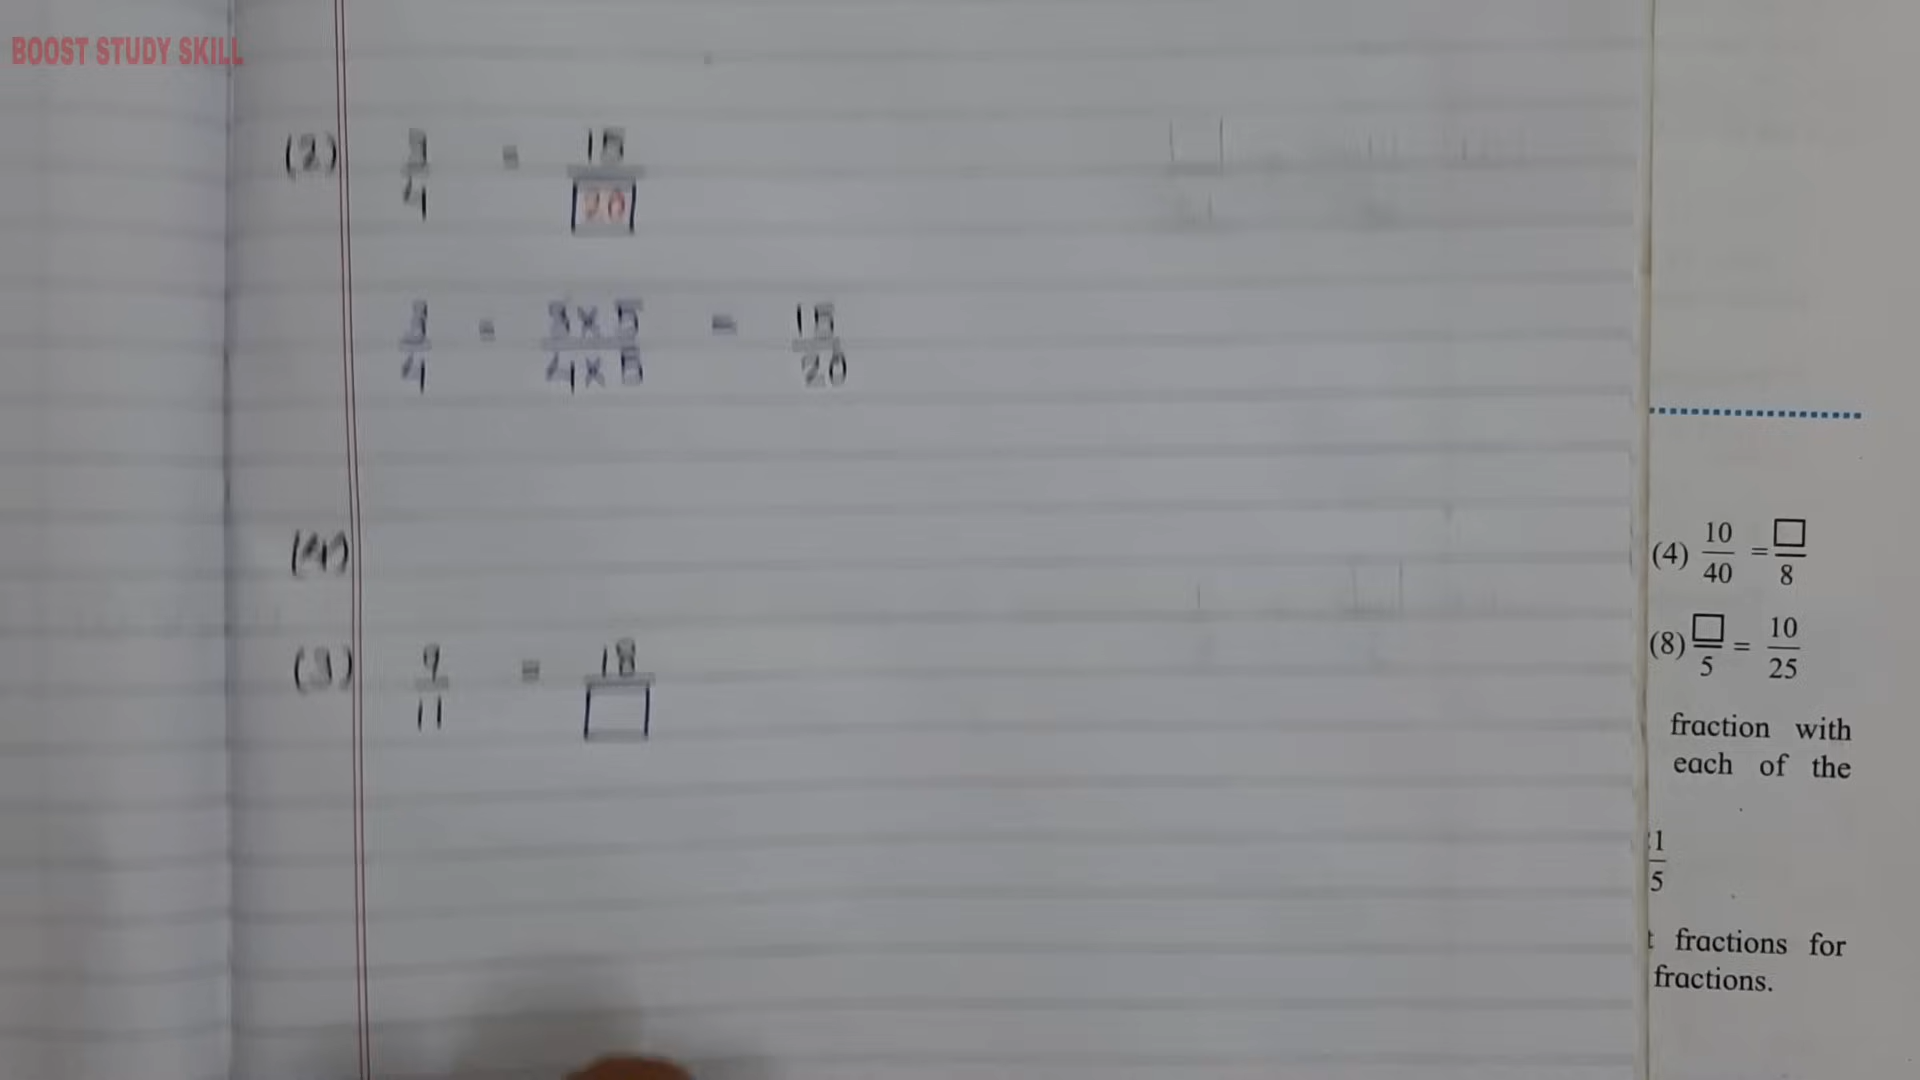 BOOST STUDY SKILL
(2) 3/4 = 15/20
3/4 = 3×5/4×5 = 15/20
(4)
(3) 9/11 = 18/□
(4) 10/40 = □/8
(8) □/5 = 10/25
fraction with
each of the
1/5
fractions for
fractions.